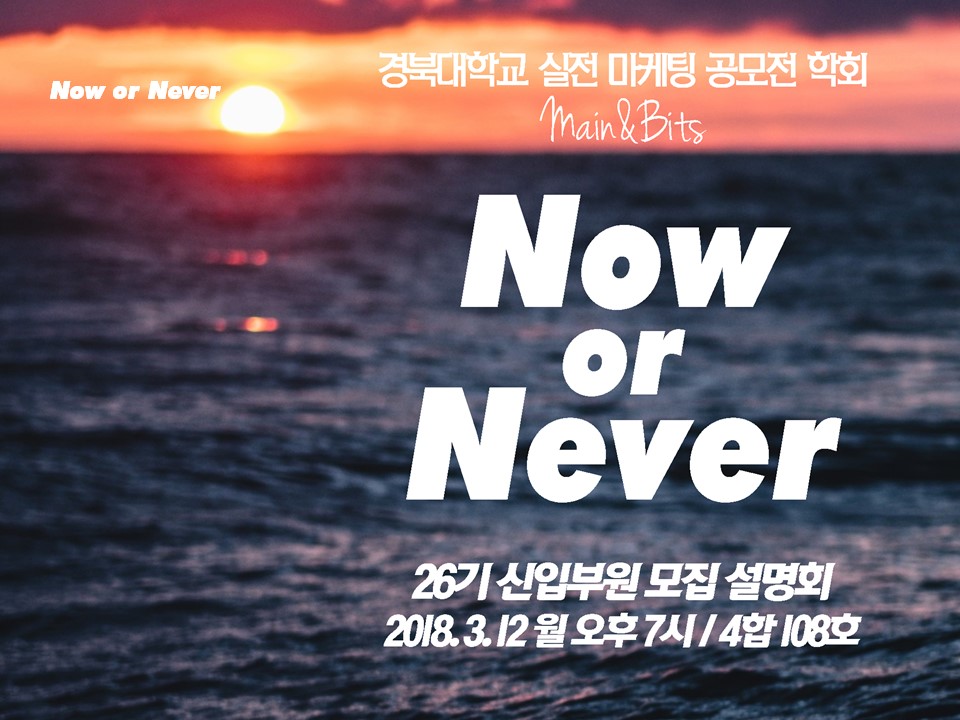 Now or Never
경북대학교 실전 마케팅 공모전 학회
Main&Bits
Now
or
Never
26기 신입부원 모집 설명회
2018. 3. 12 월 오후 7시 / 4합 108호